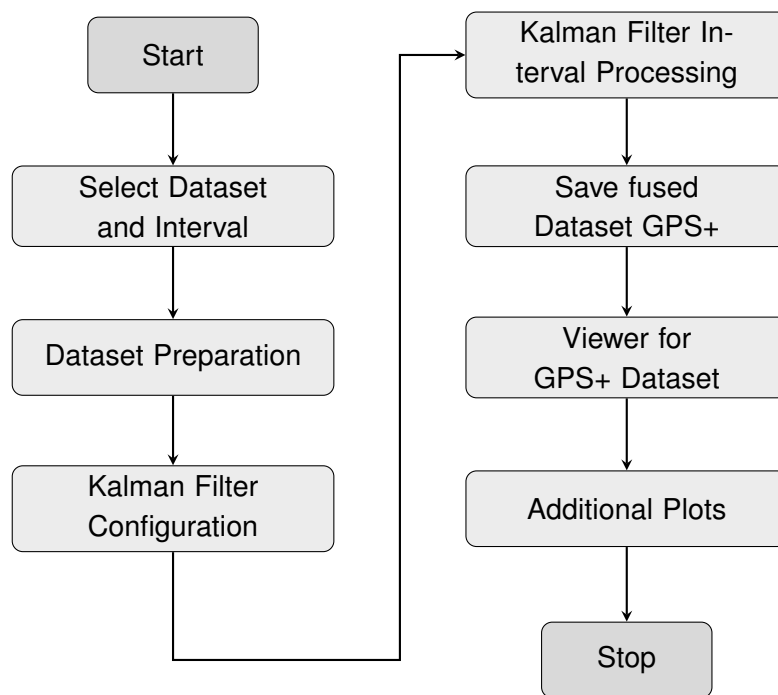 Start
Select Dataset
and Interval
Dataset Preparation
Kalman Filter
Configuration
Kalman Filter In-
terval Processing
Save fused
Dataset GPS+
Viewer for
GPS+ Dataset
Additional Plots
Stop